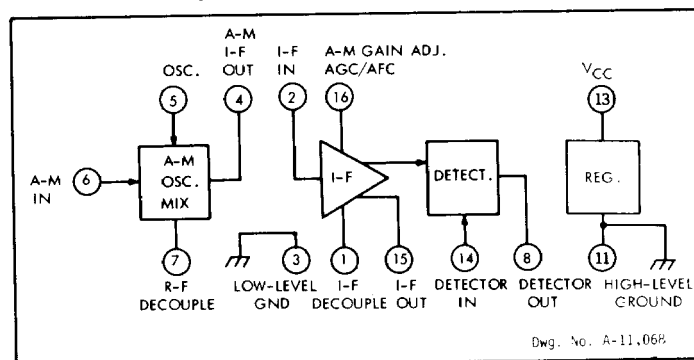 A-M
I-F
OUT
OSC.
I-F
IN
A-M GAIN ADJ.
AGC/AFC
VCC
5
4
2
16
13
A-M
IN
6
A-M
OSC.
MIX
I-F
DETECT.
REG.
7
3
1
15
14
8
11
R-F
DECOUPLE
LOW-LEVEL
GND
I-F
DECOUPLE
I-F
OUT
DETECTOR
IN
DETECTOR
OUT
HIGH-LEVEL
GROUND
Dwg. No. A-11,068